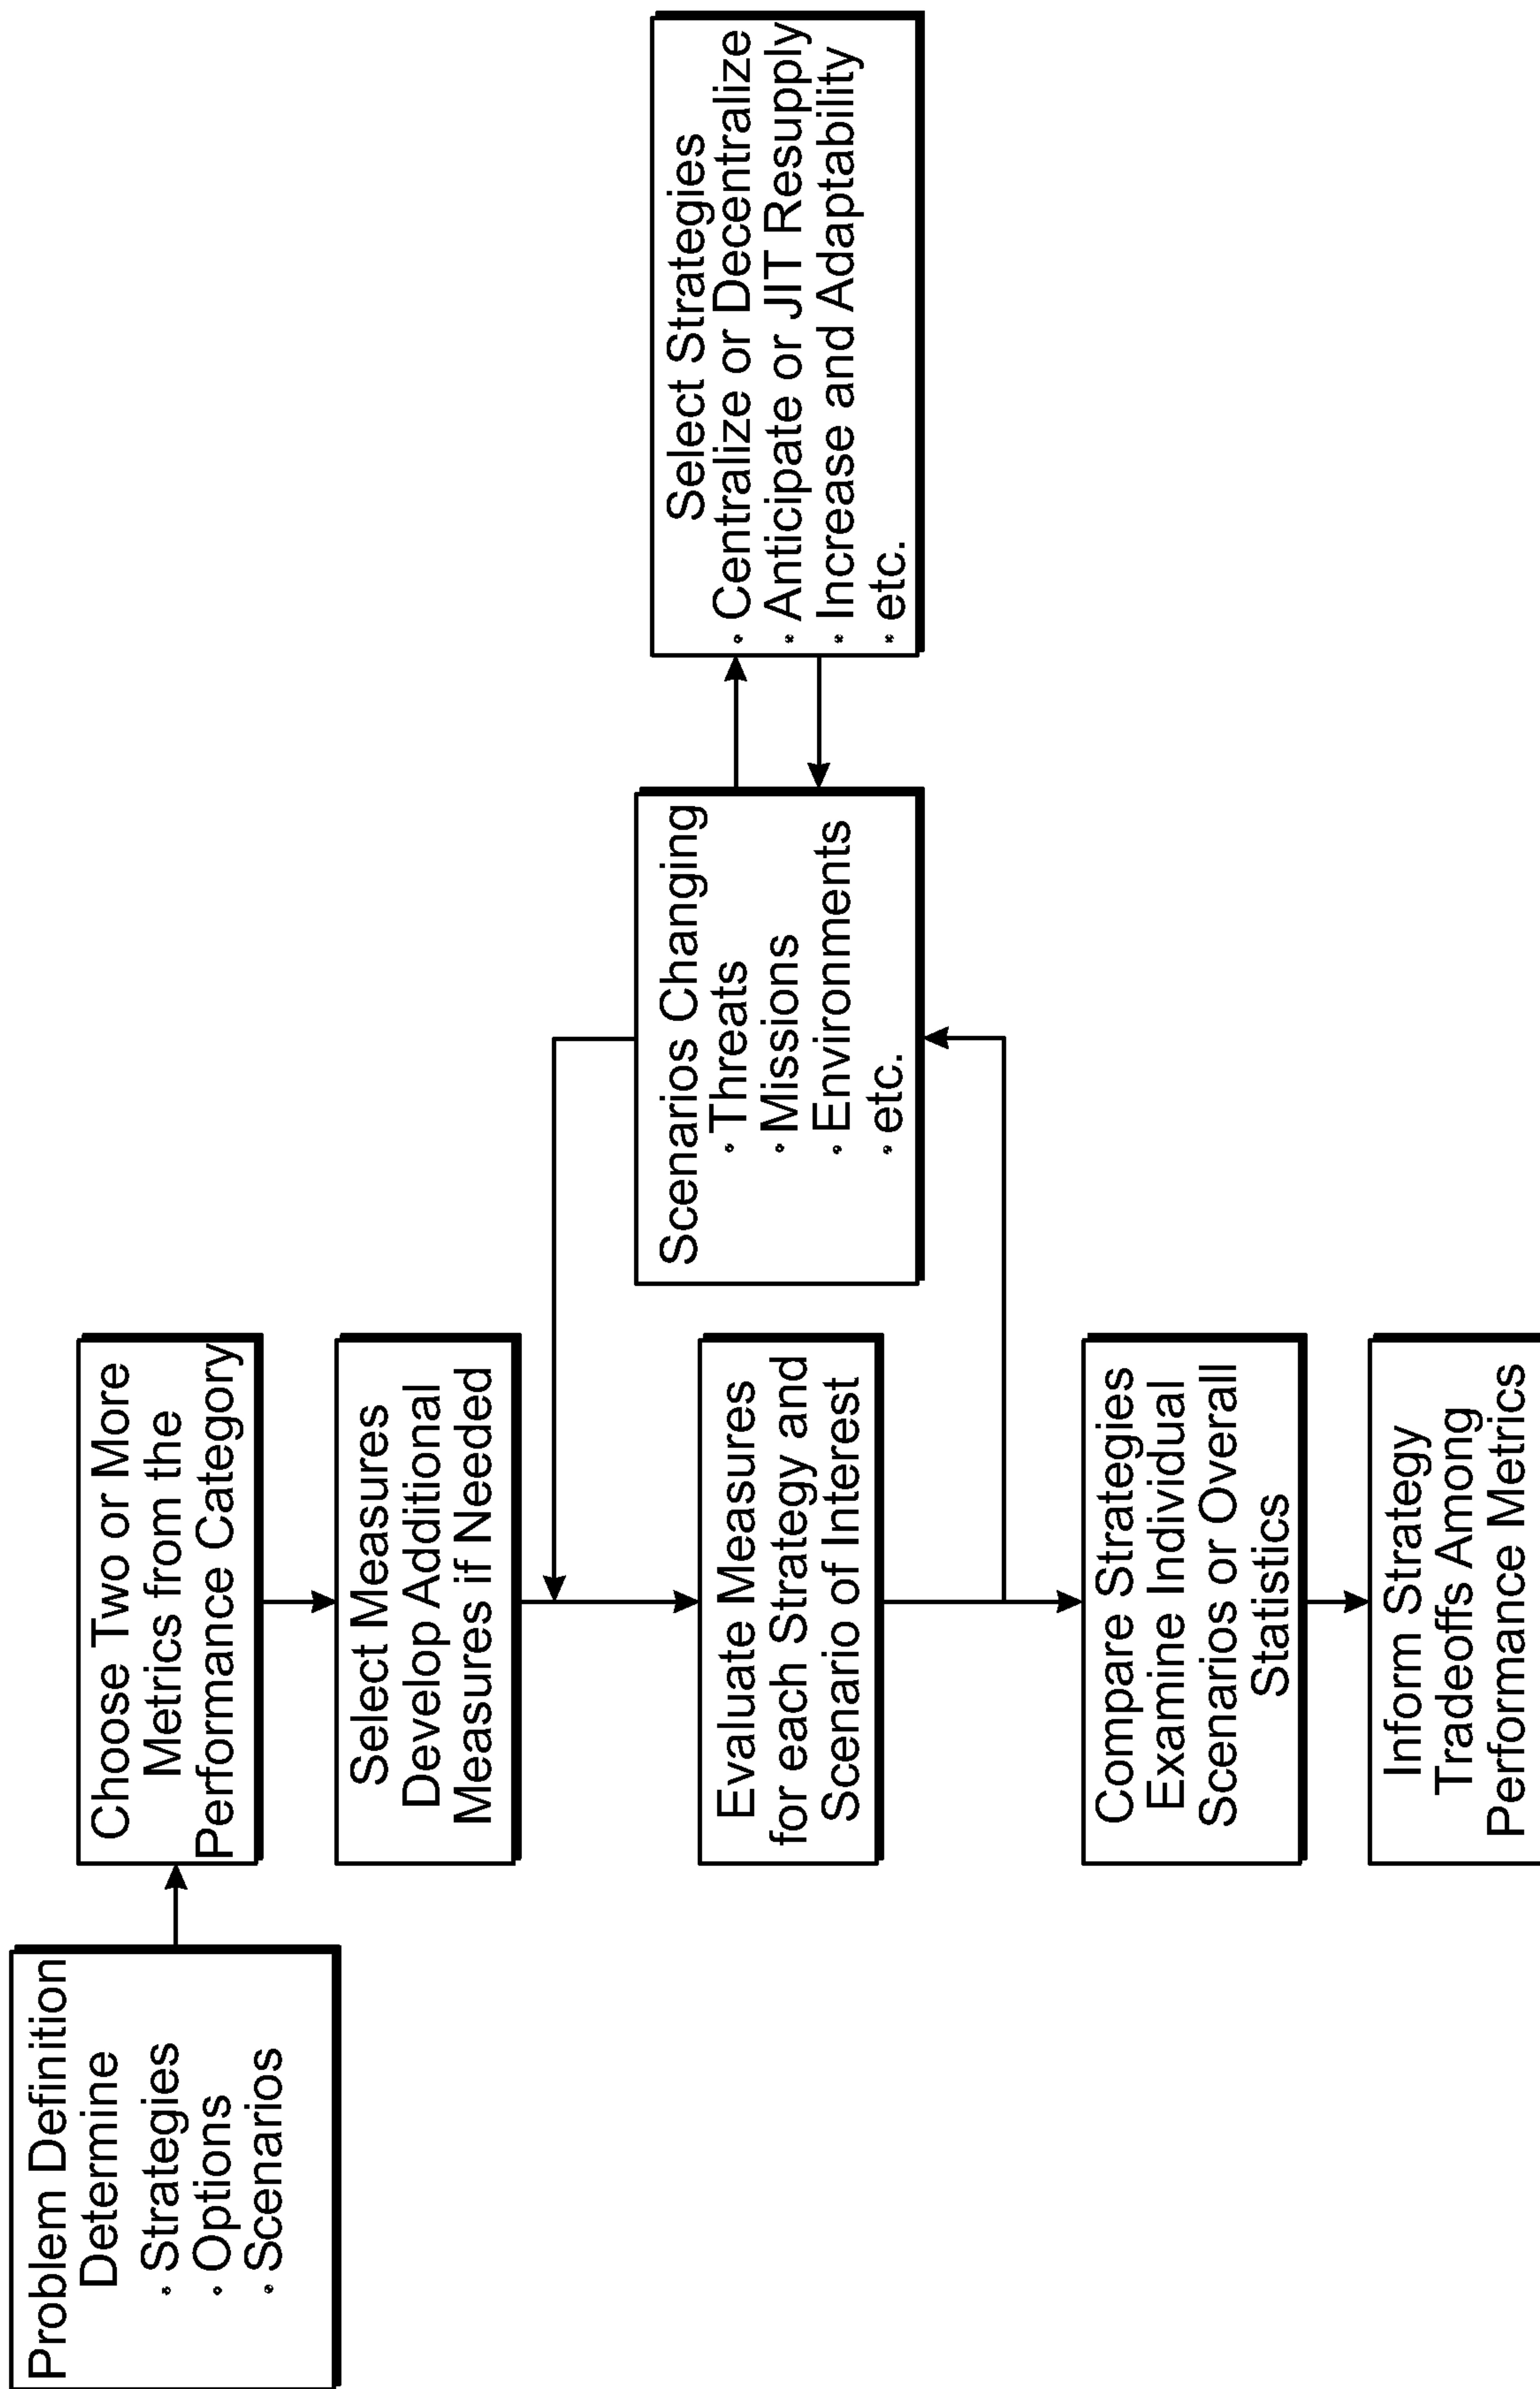 Problem Definition
Determine
· Strategies
· Options
· Scenarios
Choose Two or More
Metrics from the
Performance Category
Select Measures
Develop Additional
Measures if Needed
Evaluate Measures
for each Strategy and
Scenario of Interest
Compare Strategies
Examine Individual
Scenarios or Overall
Statistics
Inform Strategy
Tradeoffs Among
Performance Metrics
Scenarios Changing
· Threats
· Missions
· Environments
· etc.
Select Strategies
· Centralize or Decentralize
· Anticipate or JIT Resupply
· Increase and Adaptability
· etc.